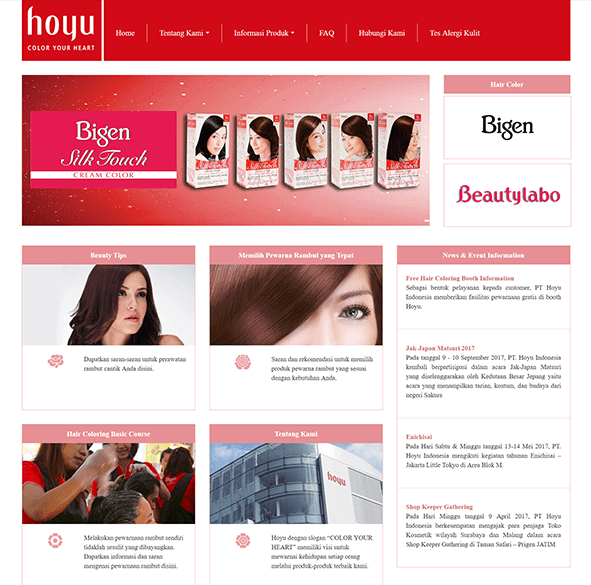 hoyu
COLOR YOUR HEART
Home
Tentang Kami
Informasi Produk
FAQ
Hubungi Kami
Tes Alergi Kulit
Bigen
Silk Touch
CREAM COLOR
Hair Color
Bigen
Beautylabo
Beauty Tips
Dapatkan saran-saran untuk perawatan
rambut cantik Anda disini.
Memilih Pewarna Rambut yang Tepat
Saran dan rekomendasi untuk memilih
produk pewarna rambut yang sesuai
dengan kebutuhan Anda.
Hair Coloring Basic Course
Melakukan pewarnaan rambut sendiri
tidaklah sesulit yang dibayangkan.
Dapatkan informasi dan saran
mengenai pewarnaan rambut disini.
Tentang Kami
hoyu
Hoyu dengan slogan "COLOR YOUR
HEART" memiliki visi untuk
mewarnai kehidupan setiap orang
melalui produk-produk terbaik kami.
News & Event Information
Free Hair Coloring Booth Information
Sebagai bentuk pelayanan kepada customer, PT Hoyu
Indonesia memberikan fasilitas pewarnaan gratis di booth
Hoyu.
Jak-Japan Matsuri 2017
Pada tanggal 9 - 10 September 2017, PT. Hoyu Indonesia
kembali berpartisipasi dalam acara Jak-Japan Matsuri
yang diselenggarakan oleh Kedutaan Besar Jepang yaitu
acara yang menampilkan tarian, kostum, dan budaya dari
negeri Sakura
Enichisai
Pada Hari Sabtu & Minggu tanggal 13-14 Mei 2017, PT.
Hoyu Indonesia mengikuti kegiatan tahunan Enichisai –
Jakarta Little Tokyo di Area Blok M.
Shop Keeper Gathering
Pada Hari Minggu tanggal 9 April 2017, PT Hoyu
Indonesia berkesempatan mengajak para penjaga Toko
Kosmetik wilayah Surabaya dan Malang dalam acara
Shop Keeper Gathering di Taman Safari – Prigen JATIM